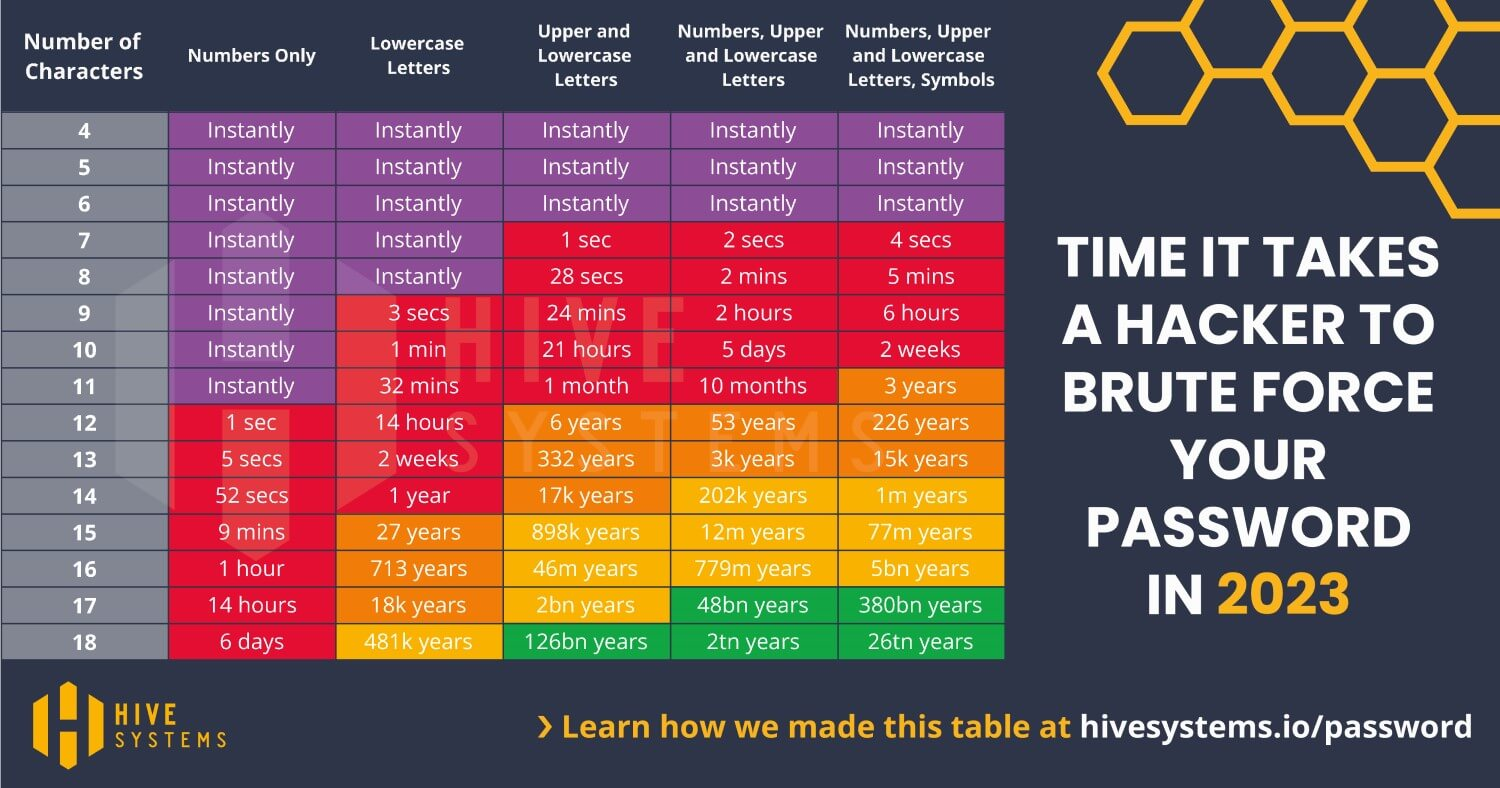 Number of Characters | Numbers Only | Lowercase Letters | Upper and Lowercase Letters | Numbers, Upper and Lowercase Letters | Numbers, Upper and Lowercase Letters, Symbols
4 | Instantly | Instantly | Instantly | Instantly | Instantly
5 | Instantly | Instantly | Instantly | Instantly | Instantly
6 | Instantly | Instantly | Instantly | Instantly | Instantly
7 | Instantly | Instantly | 1 sec | 2 secs | 4 secs
8 | Instantly | Instantly | 28 secs | 2 mins | 5 mins
9 | Instantly | 3 secs | 24 mins | 2 hours | 6 hours
10 | Instantly | 1 min | 21 hours | 5 days | 2 weeks
11 | Instantly | 32 mins | 1 month | 10 months | 3 years
12 | 1 sec | 14 hours | 6 years | 53 years | 226 years
13 | 5 secs | 2 weeks | 332 years | 3k years | 15k years
14 | 52 secs | 1 year | 17k years | 202k years | 1m years
15 | 9 mins | 27 years | 898k years | 12m years | 77m years
16 | 1 hour | 713 years | 46m years | 779m years | 5bn years
17 | 14 hours | 18k years | 2bn years | 48bn years | 380bn years
18 | 6 days | 481k years | 126bn years | 2tn years | 26tn years
HIVE
SYSTEMS
TIME IT TAKES
A HACKER TO
BRUTE FORCE
YOUR
PASSWORD
IN 2023
HIVE
SYSTEMS
› Learn how we made this table at hivesystems.io/password